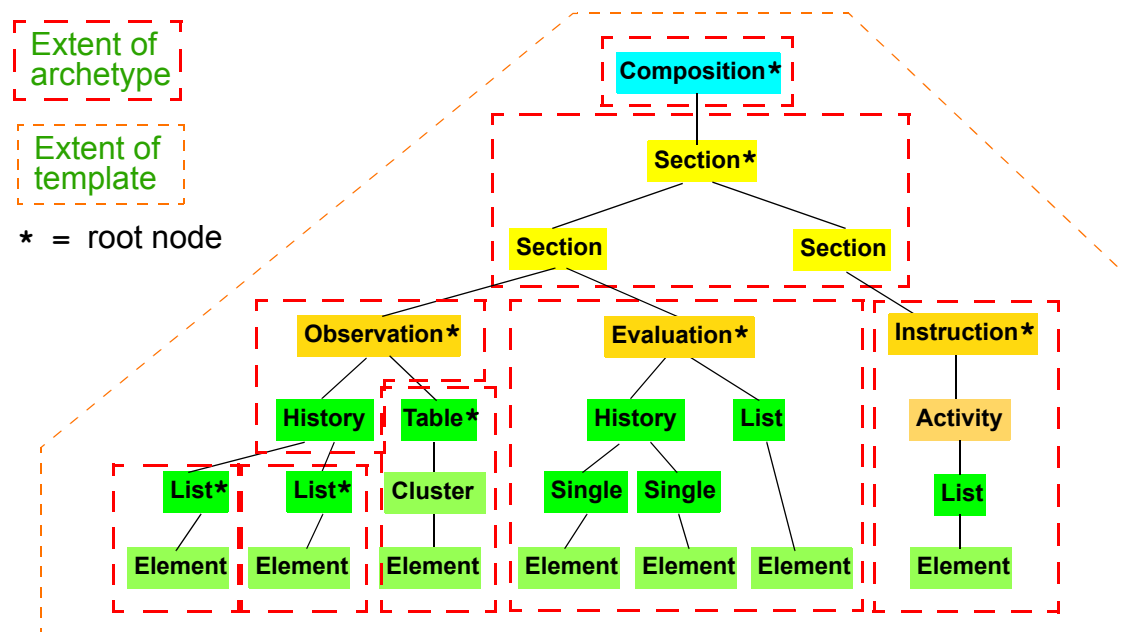 Extent of
archetype
Extent of
template
* = root node
Composition*
Section*
Section
Section
Observation*
Evaluation*
Instruction*
History
Table*
History
List
Activity
List*
List*
Cluster
Single
Single
List
Element
Element
Element
Element
Element
Element
Element